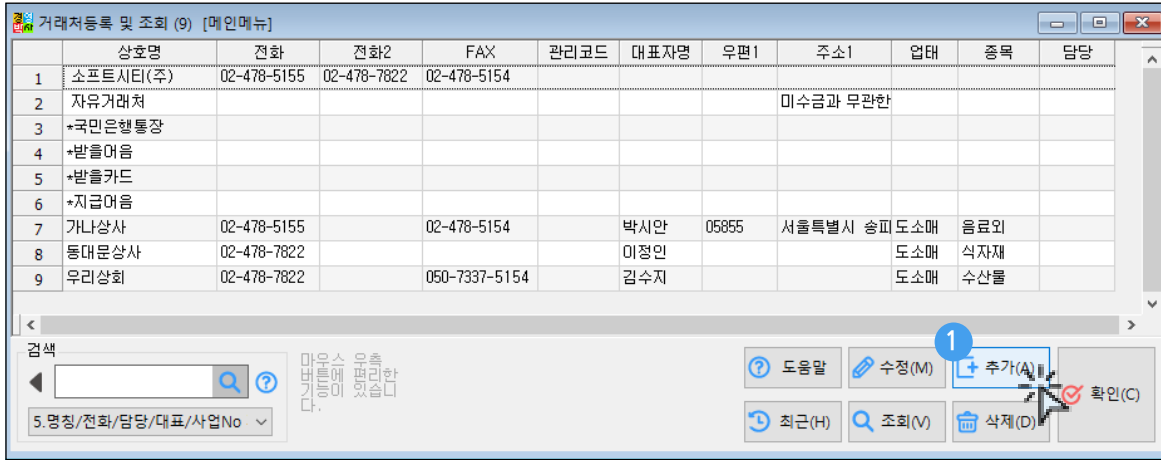 경영박사 거래처등록 및 조회 (9) [메인메뉴]
상호명 전화 전화2 FAX 관리코드 대표자명 우편1 주소1 업태 종목 담당
1 소프트시티(주) 02-478-5155 02-478-7822 02-478-5154
2 자유거래처 미수금과 무관한
3 *국민은행통장
4 *받을어음
5 *받을카드
6 *지급어음
7 가나상사 02-478-5155 02-478-5154 박시안 05855 서울특별시 송파 도소매 음료외
8 동대문상사 02-478-7822 이정인 도소매 식자재
9 우리상회 02-478-7822 050-7337-5154 김수지 도소매 수산물
검색
마우스 우측
버튼에 편리한
기능이 있습니
다.
5.명칭/전화/담당/대표/사업No
1
도움말 수정(M) 추가(A)
확인(C)
최근(H) 조회(V) 삭제(D)